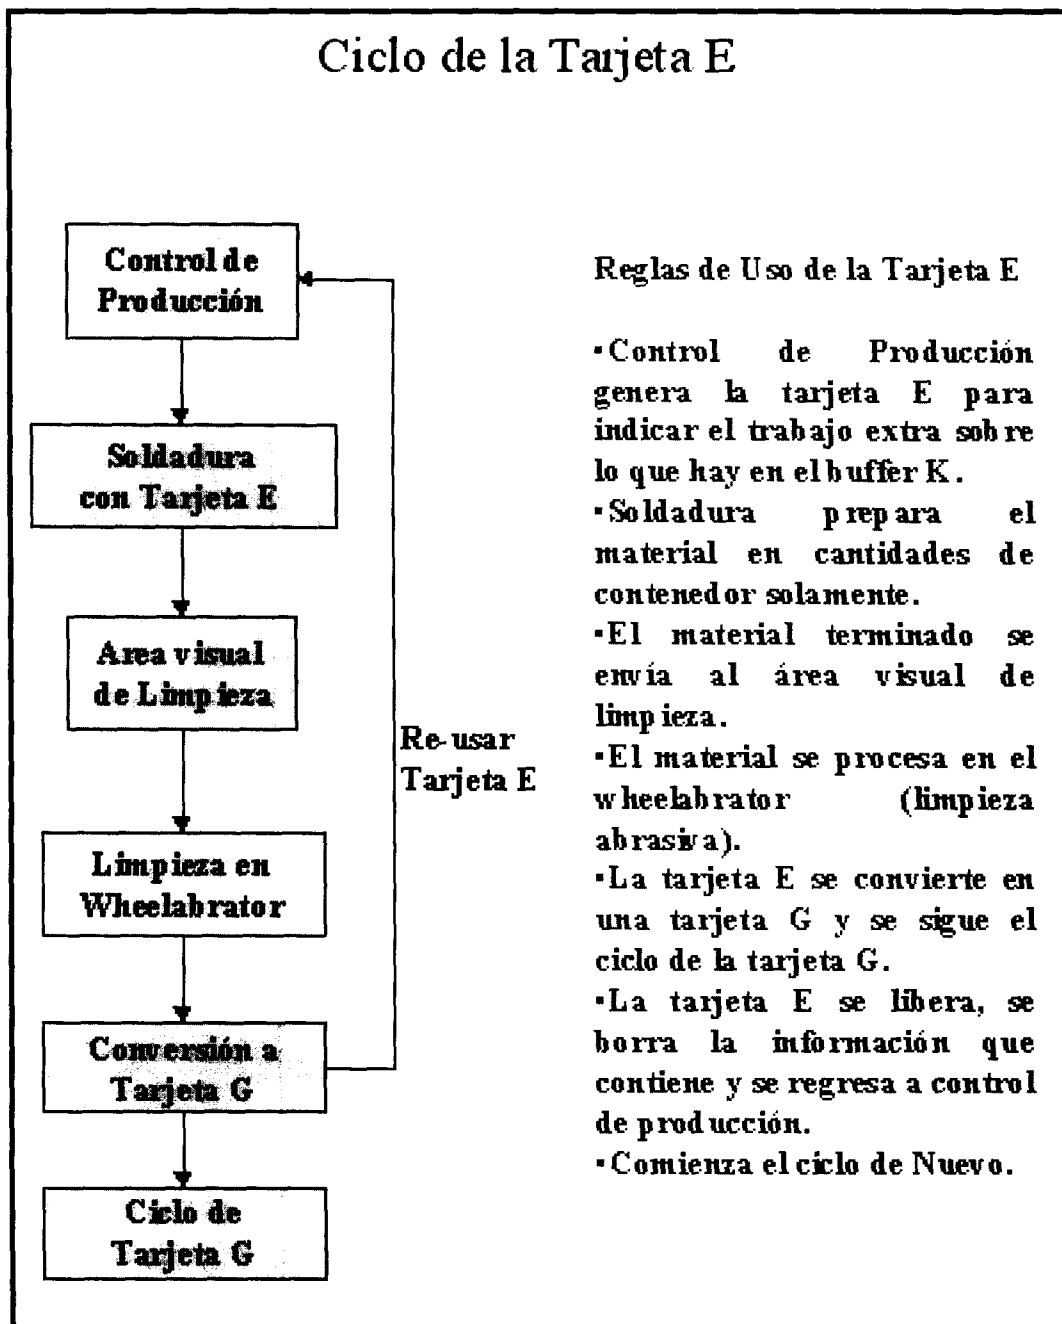 Ciclo de la Tarjeta E
Control de
Producción
Soldadura
con Tarjeta E
Area visual
de Limpieza
Re-usar
Tarjeta E
Limpieza en
Wheelabrator
Conversión a
Tarjeta G
Ciclo de
Tarjeta G
Reglas de Uso de la Tarjeta E
▪Control de Producción
genera la tarjeta E para
indicar el trabajo extra sobre
lo que hay en el buffer K.
▪Soldadura prepara el
material en cantidades de
contenedor solamente.
▪El material terminado se
envía al área visual de
limpieza.
▪El material se procesa en el
wheelabrator (limpieza
abrasiva).
▪La tarjeta E se convierte en
una tarjeta G y se sigue el
ciclo de la tarjeta G.
▪La tarjeta E se libera, se
borra la información que
contiene y se regresa a control
de producción.
▪Comienza el ciclo de Nuevo.